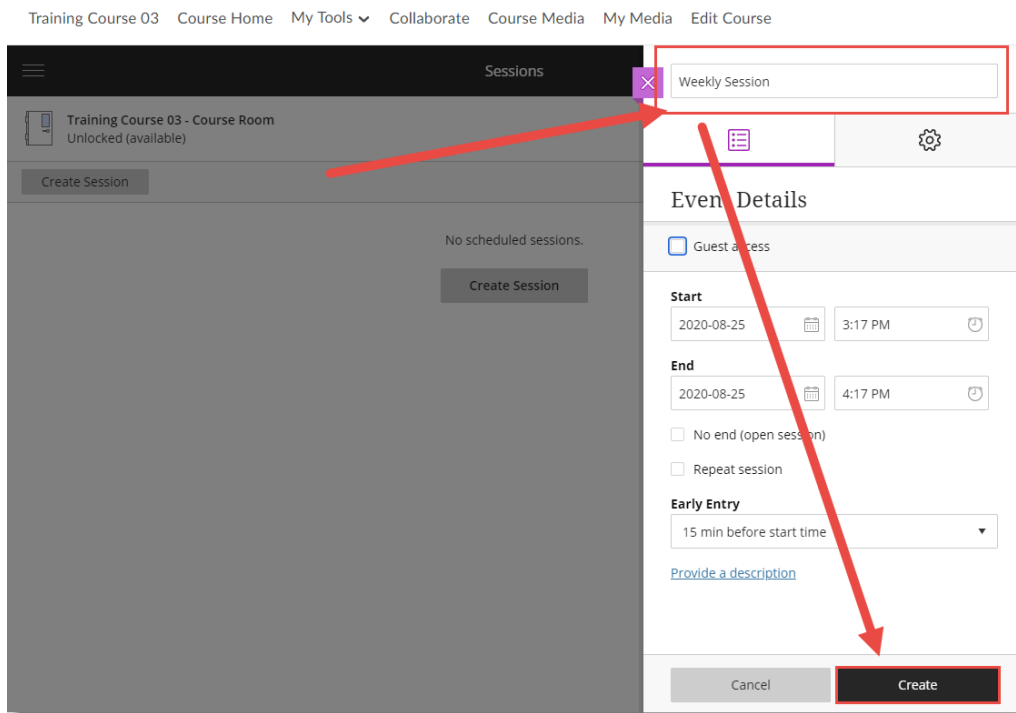 Training Course 03 Course Home My Tools Collaborate Course Media My Media Edit Course
Sessions
Training Course 03 - Course Room
Unlocked (available)
Create Session
No scheduled sessions.
Create Session
Weekly Session
Event Details
Guest access
Start
2020-08-25 3:17 PM
End
2020-08-25 4:17 PM
No end (open session)
Repeat session
Early Entry
15 min before start time
Provide a description
Cancel Create